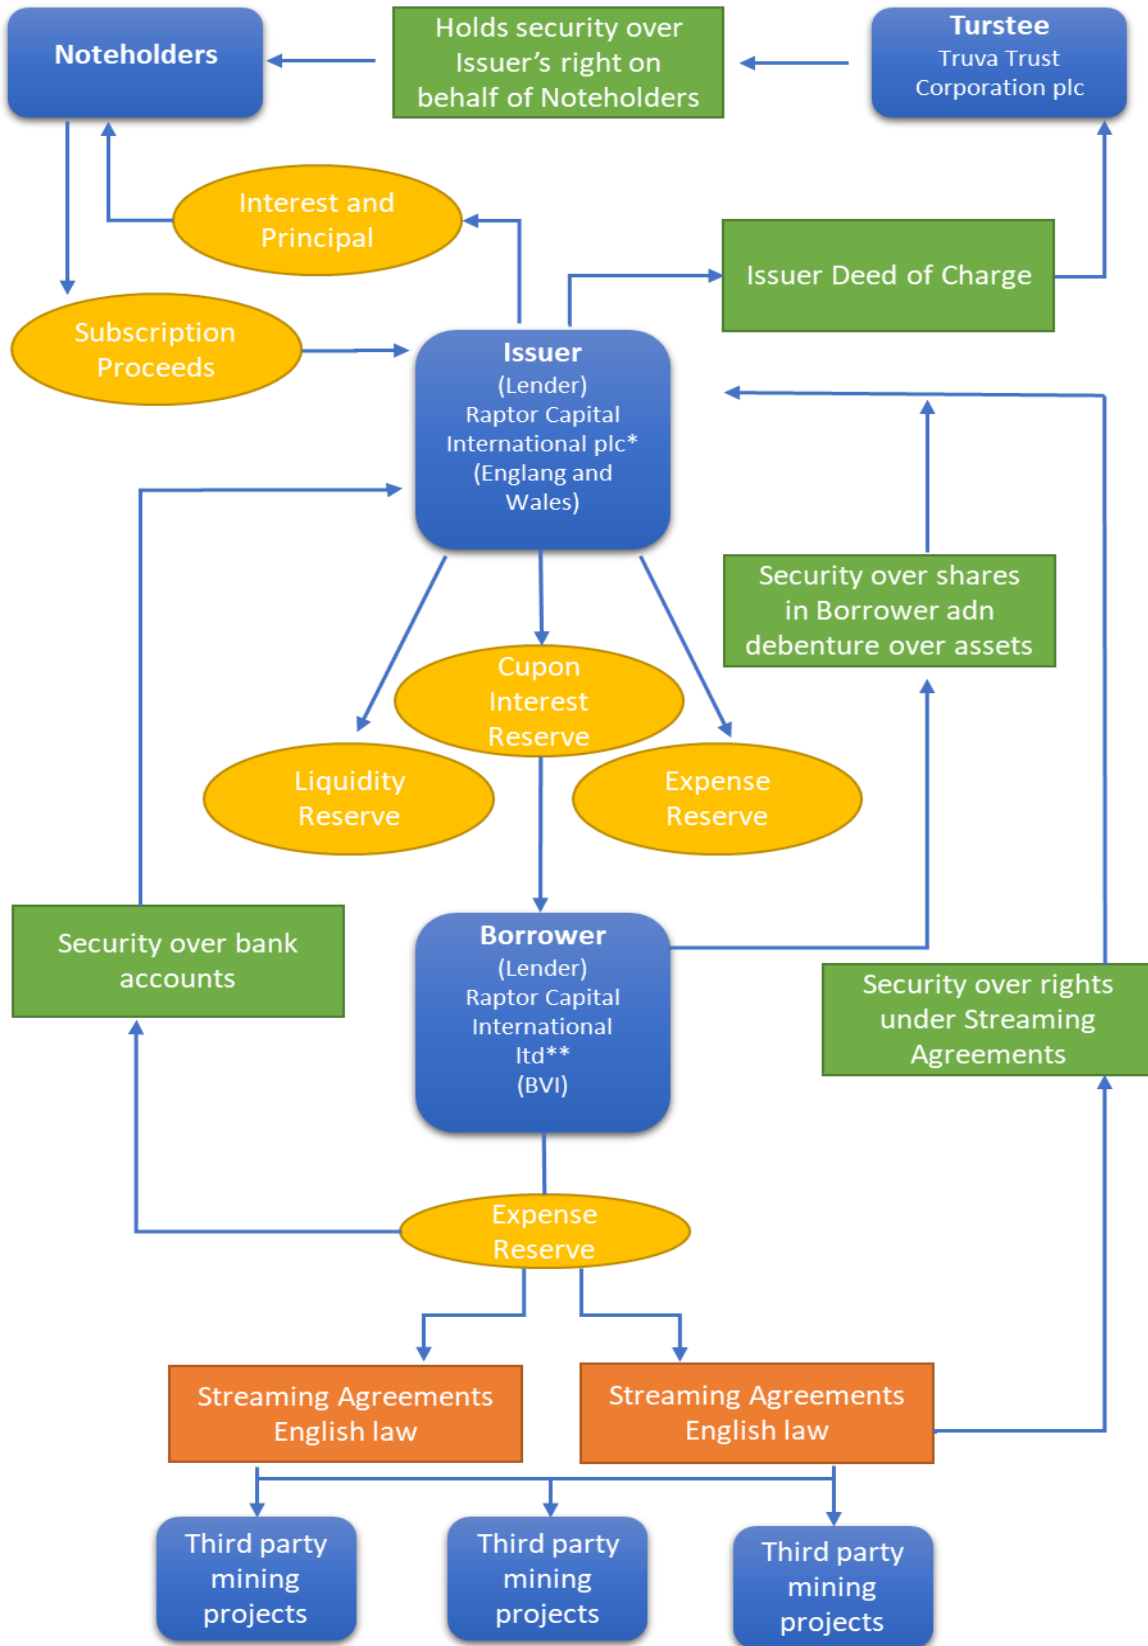 Noteholders
Holds security over
Issuer’s right on
behalf of Noteholders
Turstee
Truva Trust
Corporation plc
Interest and
Principal
Issuer Deed of Charge
Subscription
Proceeds
Issuer
(Lender)
Raptor Capital
International plc*
(Englang and
Wales)
Security over shares
in Borrower adn
debenture over assets
Cupon
Interest
Reserve
Liquidity
Reserve
Expense
Reserve
Security over bank
accounts
Borrower
(Lender)
Raptor Capital
International
ltd**
(BVI)
Security over rights
under Streaming
Agreements
Expense
Reserve
Streaming Agreements
English law
Streaming Agreements
English law
Third party
mining
projects
Third party
mining
projects
Third party
mining
projects